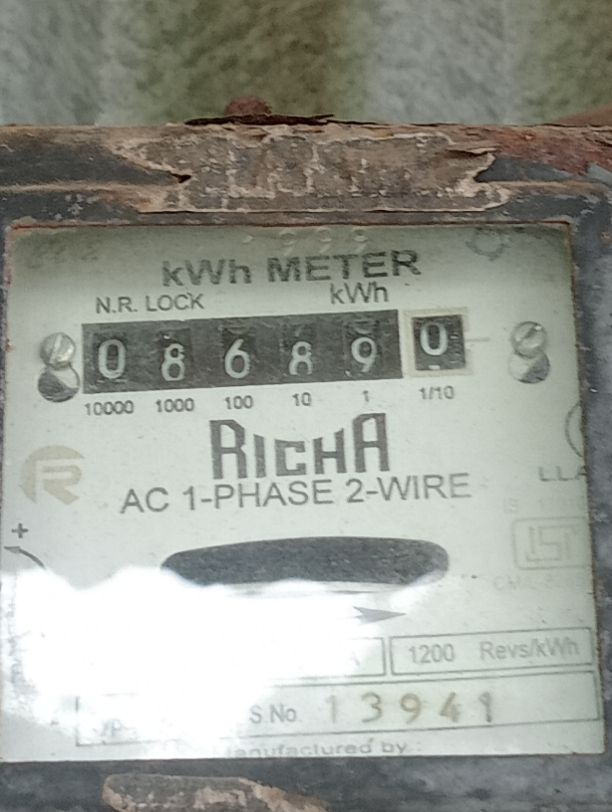 kWh METER
N.R. LOCK kWh
0 8 6 8 9 0
10000 1000 100 10 1 1/10
RICHA
R
AC 1-PHASE 2-WIRE
+
ISI
A 1200 Revs/kWh
S.No. 13941
Manufactured by :